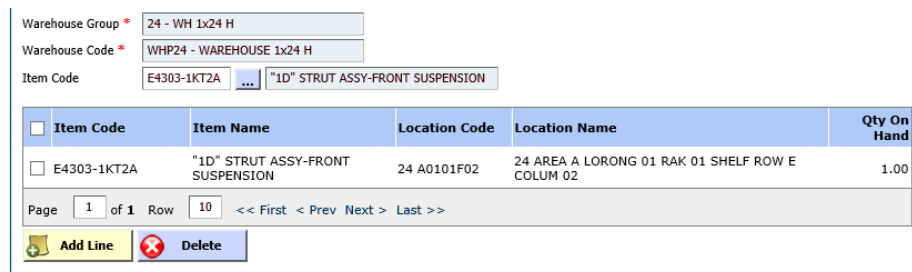 Warehouse Group * 24 - WH 1x24 H
Warehouse Code * WHP24 - WAREHOUSE 1x24 H
Item Code E4303-1KT2A ... "1D" STRUT ASSY-FRONT SUSPENSION
Item Code Item Name Location Code Location Name Qty On Hand
E4303-1KT2A "1D" STRUT ASSY-FRONT SUSPENSION 24 A0101F02 24 AREA A LORONG 01 RAK 01 SHELF ROW E COLUM 02 1.00
Page 1 of 1 Row 10 << First < Prev Next > Last >>
Add Line Delete